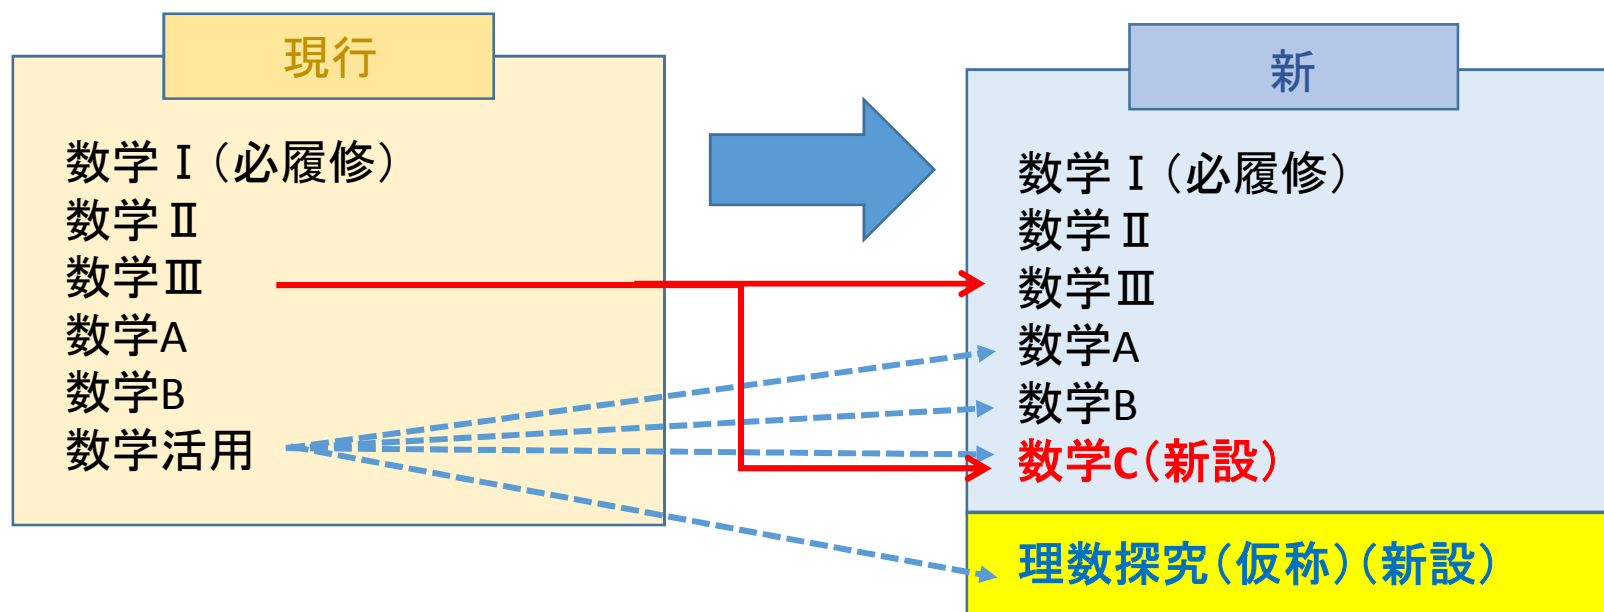 現行
数学Ⅰ（必履修）
数学Ⅱ
数学Ⅲ
数学A
数学B
数学活用
新
数学Ⅰ（必履修）
数学Ⅱ
数学Ⅲ
数学A
数学B
数学C（新設）
理数探究（仮称）（新設）